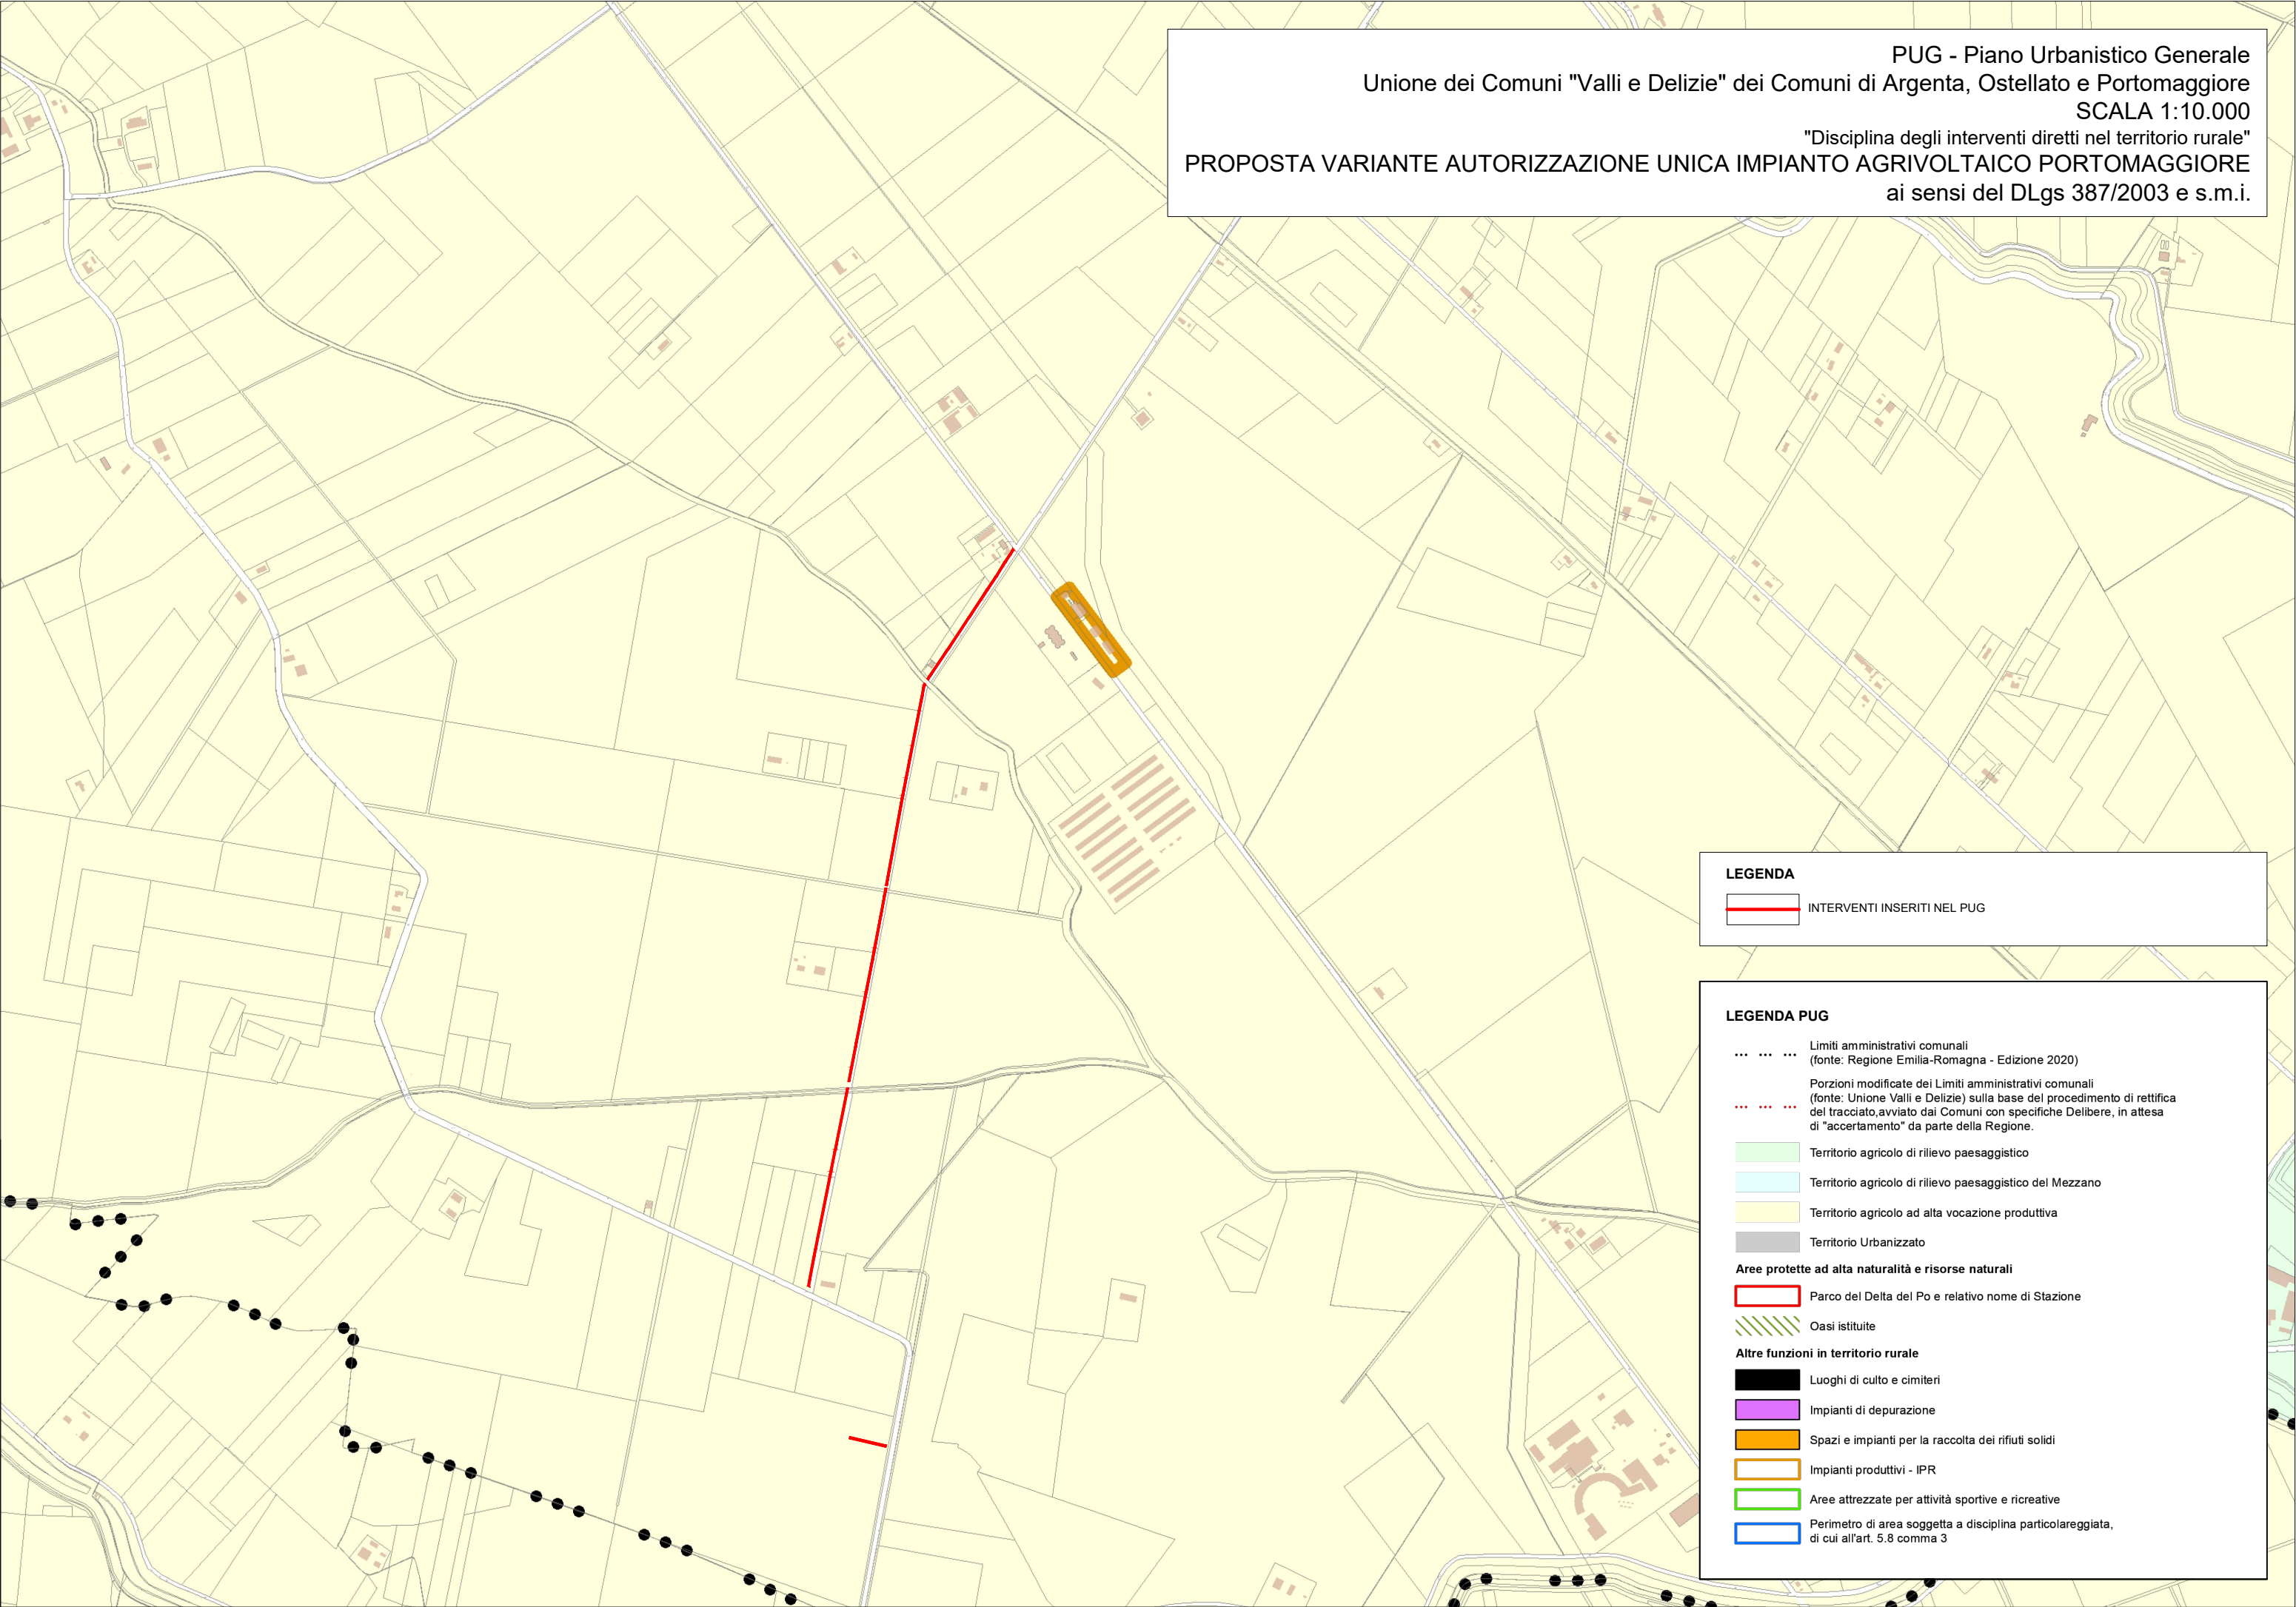 PUG - Piano Urbanistico Generale
Unione dei Comuni "Valli e Delizie" dei Comuni di Argenta, Ostellato e Portomaggiore
SCALA 1:10.000
"Disciplina degli interventi diretti nel territorio rurale"
PROPOSTA VARIANTE AUTORIZZAZIONE UNICA IMPIANTO AGRIVOLTAICO PORTOMAGGIORE
ai sensi del DLgs 387/2003 e s.m.i.
LEGENDA
INTERVENTI INSERITI NEL PUG
LEGENDA PUG
Limiti amministrativi comunali
(fonte: Regione Emilia-Romagna - Edizione 2020)
Porzioni modificate dei Limiti amministrativi comunali
(fonte: Unione Valli e Delizie) sulla base del procedimento di rettifica
del tracciato,avviato dai Comuni con specifiche Delibere, in attesa
di "accertamento" da parte della Regione.
Territorio agricolo di rilievo paesaggistico
Territorio agricolo di rilievo paesaggistico del Mezzano
Territorio agricolo ad alta vocazione produttiva
Territorio Urbanizzato
Aree protette ad alta naturalità e risorse naturali
Parco del Delta del Po e relativo nome di Stazione
Oasi istituite
Altre funzioni in territorio rurale
Luoghi di culto e cimiteri
Impianti di depurazione
Spazi e impianti per la raccolta dei rifiuti solidi
Impianti produttivi - IPR
Aree attrezzate per attività sportive e ricreative
Perimetro di area soggetta a disciplina particolareggiata,
di cui all'art. 5.8 comma 3